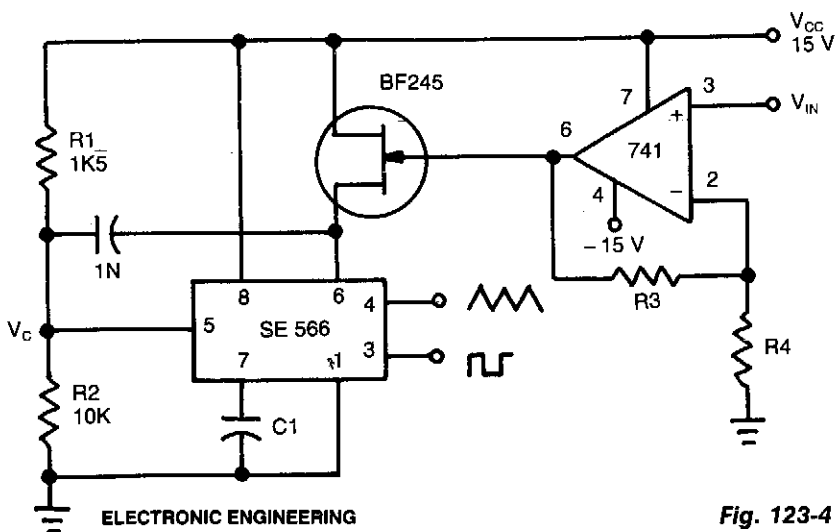 V_CC
15 V
BF245
7
3
V_IN
R1
1K5
6
+
741
4
2
−
1N
– 15 V
8
6
4
R3
V_C
5
SE 566
7
1
3
R4
R2
10K
C1
ELECTRONIC ENGINEERING
Fig. 123-4